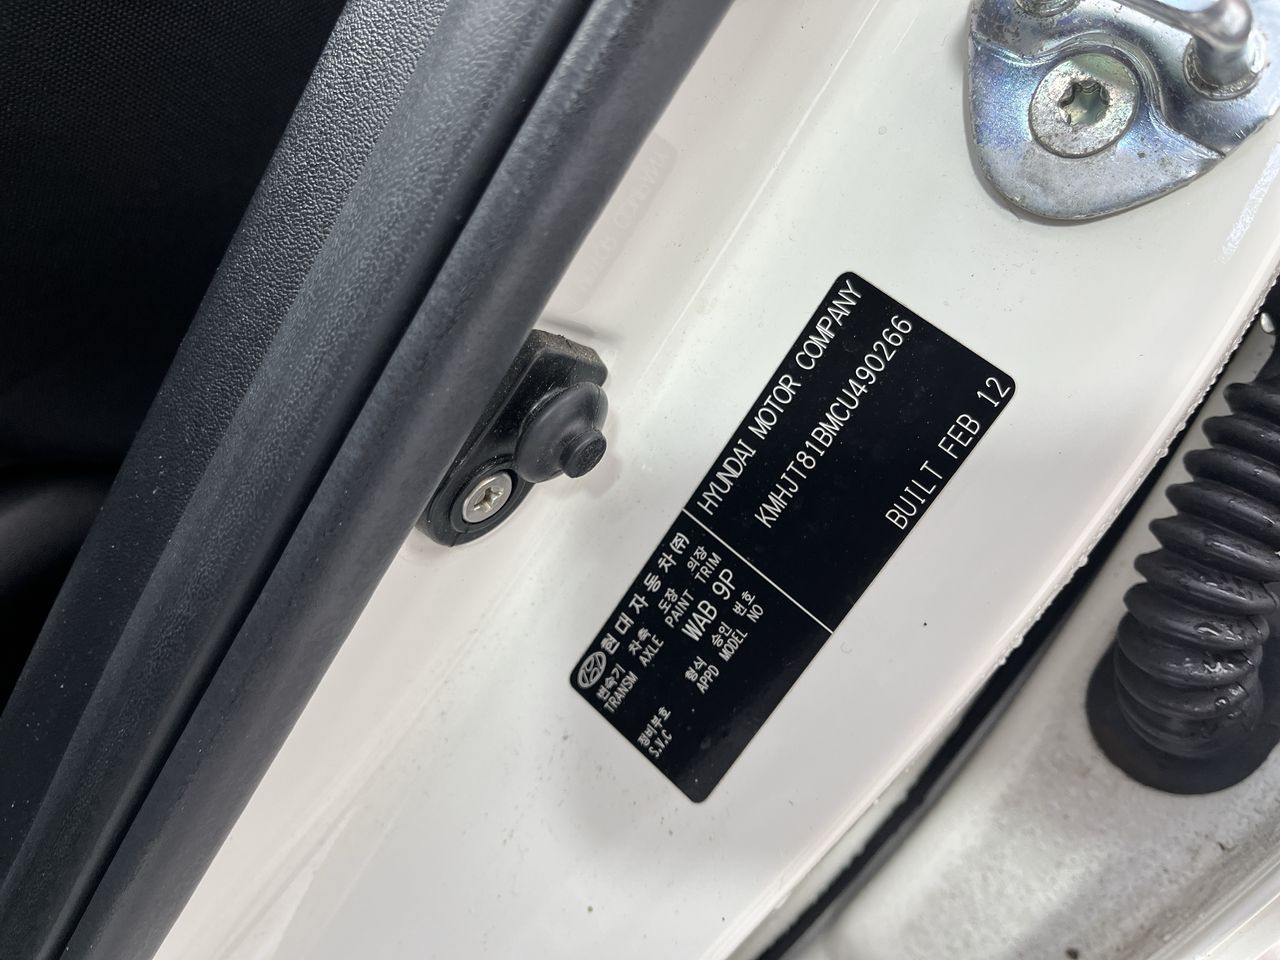 현대자동차(주)
HYUNDAI MOTOR COMPANY
변속기 차축 도장 의장
TRANSM AXLE PAINT TRIM
WAB 9P
KMHJT81BMCU490266
형식 승인 번호
APPD MODEL NO
정비부호
S.V.C
BUILT FEB 12